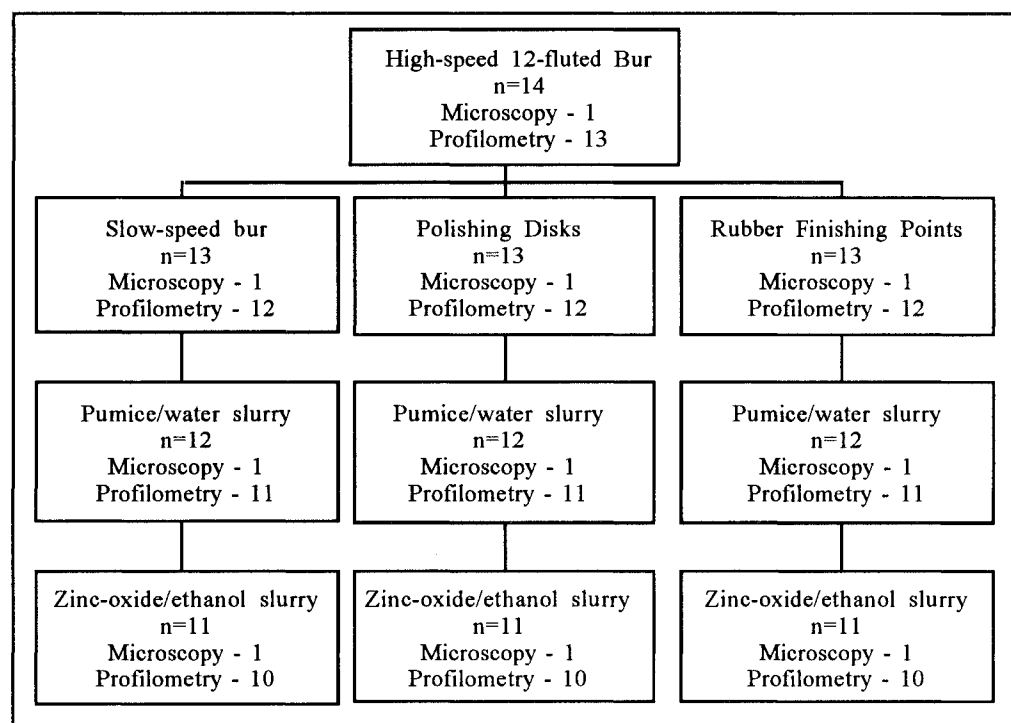 High-speed 12-fluted Bur
n=14
Microscopy - 1
Profilometry - 13
Slow-speed bur
n=13
Microscopy - 1
Profilometry - 12
Polishing Disks
n=13
Microscopy - 1
Profilometry - 12
Rubber Finishing Points
n=13
Microscopy - 1
Profilometry - 12
Pumice/water slurry
n=12
Microscopy - 1
Profilometry - 11
Pumice/water slurry
n=12
Microscopy - 1
Profilometry - 11
Pumice/water slurry
n=12
Microscopy - 1
Profilometry - 11
Zinc-oxide/ethanol slurry
n=11
Microscopy - 1
Profilometry - 10
Zinc-oxide/ethanol slurry
n=11
Microscopy - 1
Profilometry - 10
Zinc-oxide/ethanol slurry
n=11
Microscopy - 1
Profilometry - 10